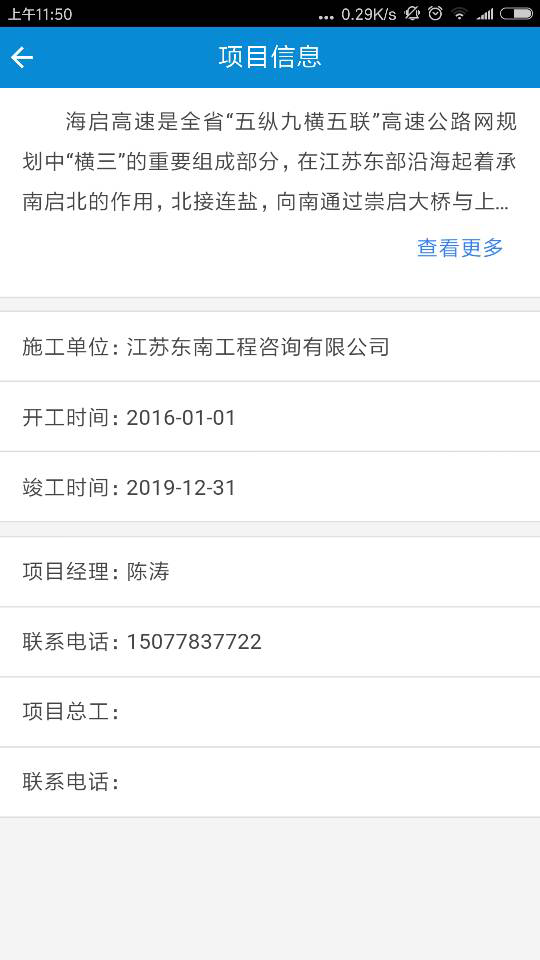 上午11:50 ... 0.29K/s
项目信息
海启高速是全省“五纵九横五联”高速公路网规
划中“横三”的重要组成部分，在江苏东部沿海起着承
南启北的作用，北接连盐，向南通过崇启大桥与上...
查看更多
施工单位：江苏东南工程咨询有限公司
开工时间：2016-01-01
竣工时间：2019-12-31
项目经理：陈涛
联系电话：15077837722
项目总工：
联系电话：